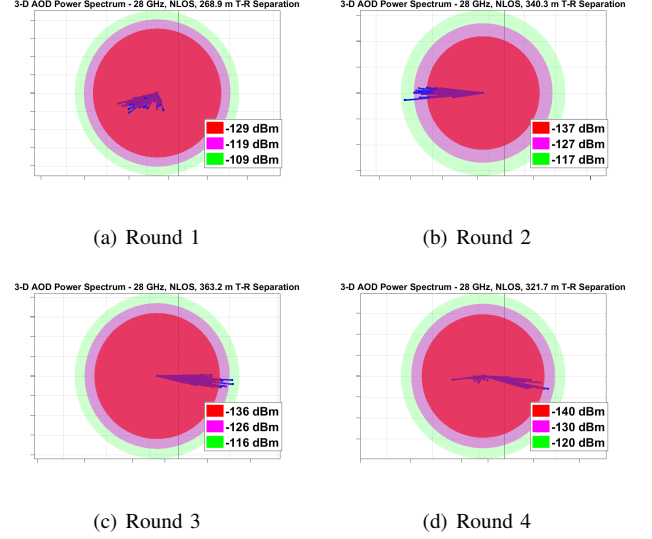 3-D AOD Power Spectrum - 28 GHz, NLOS, 268.9 m T-R Separation
-129 dBm
-119 dBm
-109 dBm
(a) Round 1
3-D AOD Power Spectrum - 28 GHz, NLOS, 340.3 m T-R Separation
-137 dBm
-127 dBm
-117 dBm
(b) Round 2
3-D AOD Power Spectrum - 28 GHz, NLOS, 363.2 m T-R Separation
-136 dBm
-126 dBm
-116 dBm
(c) Round 3
3-D AOD Power Spectrum - 28 GHz, NLOS, 321.7 m T-R Separation
-140 dBm
-130 dBm
-120 dBm
(d) Round 4